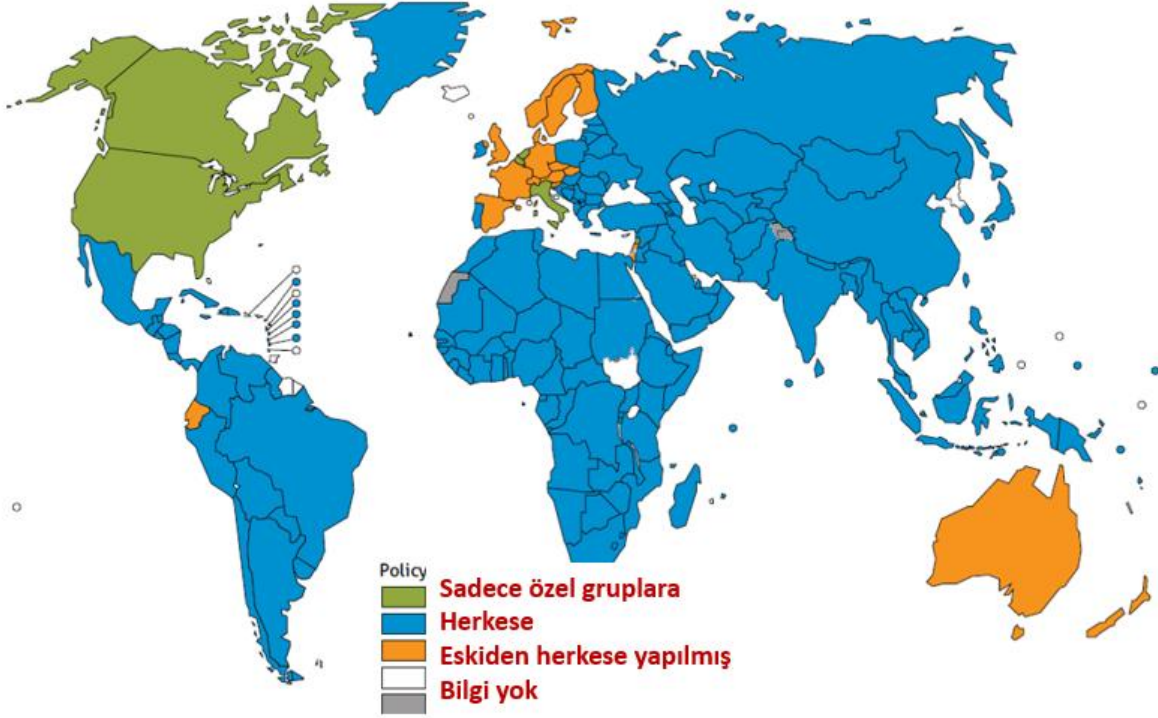 Policy
Sadece özel gruplara
Herkese
Eskiden herkese yapılmış
Bilgi yok